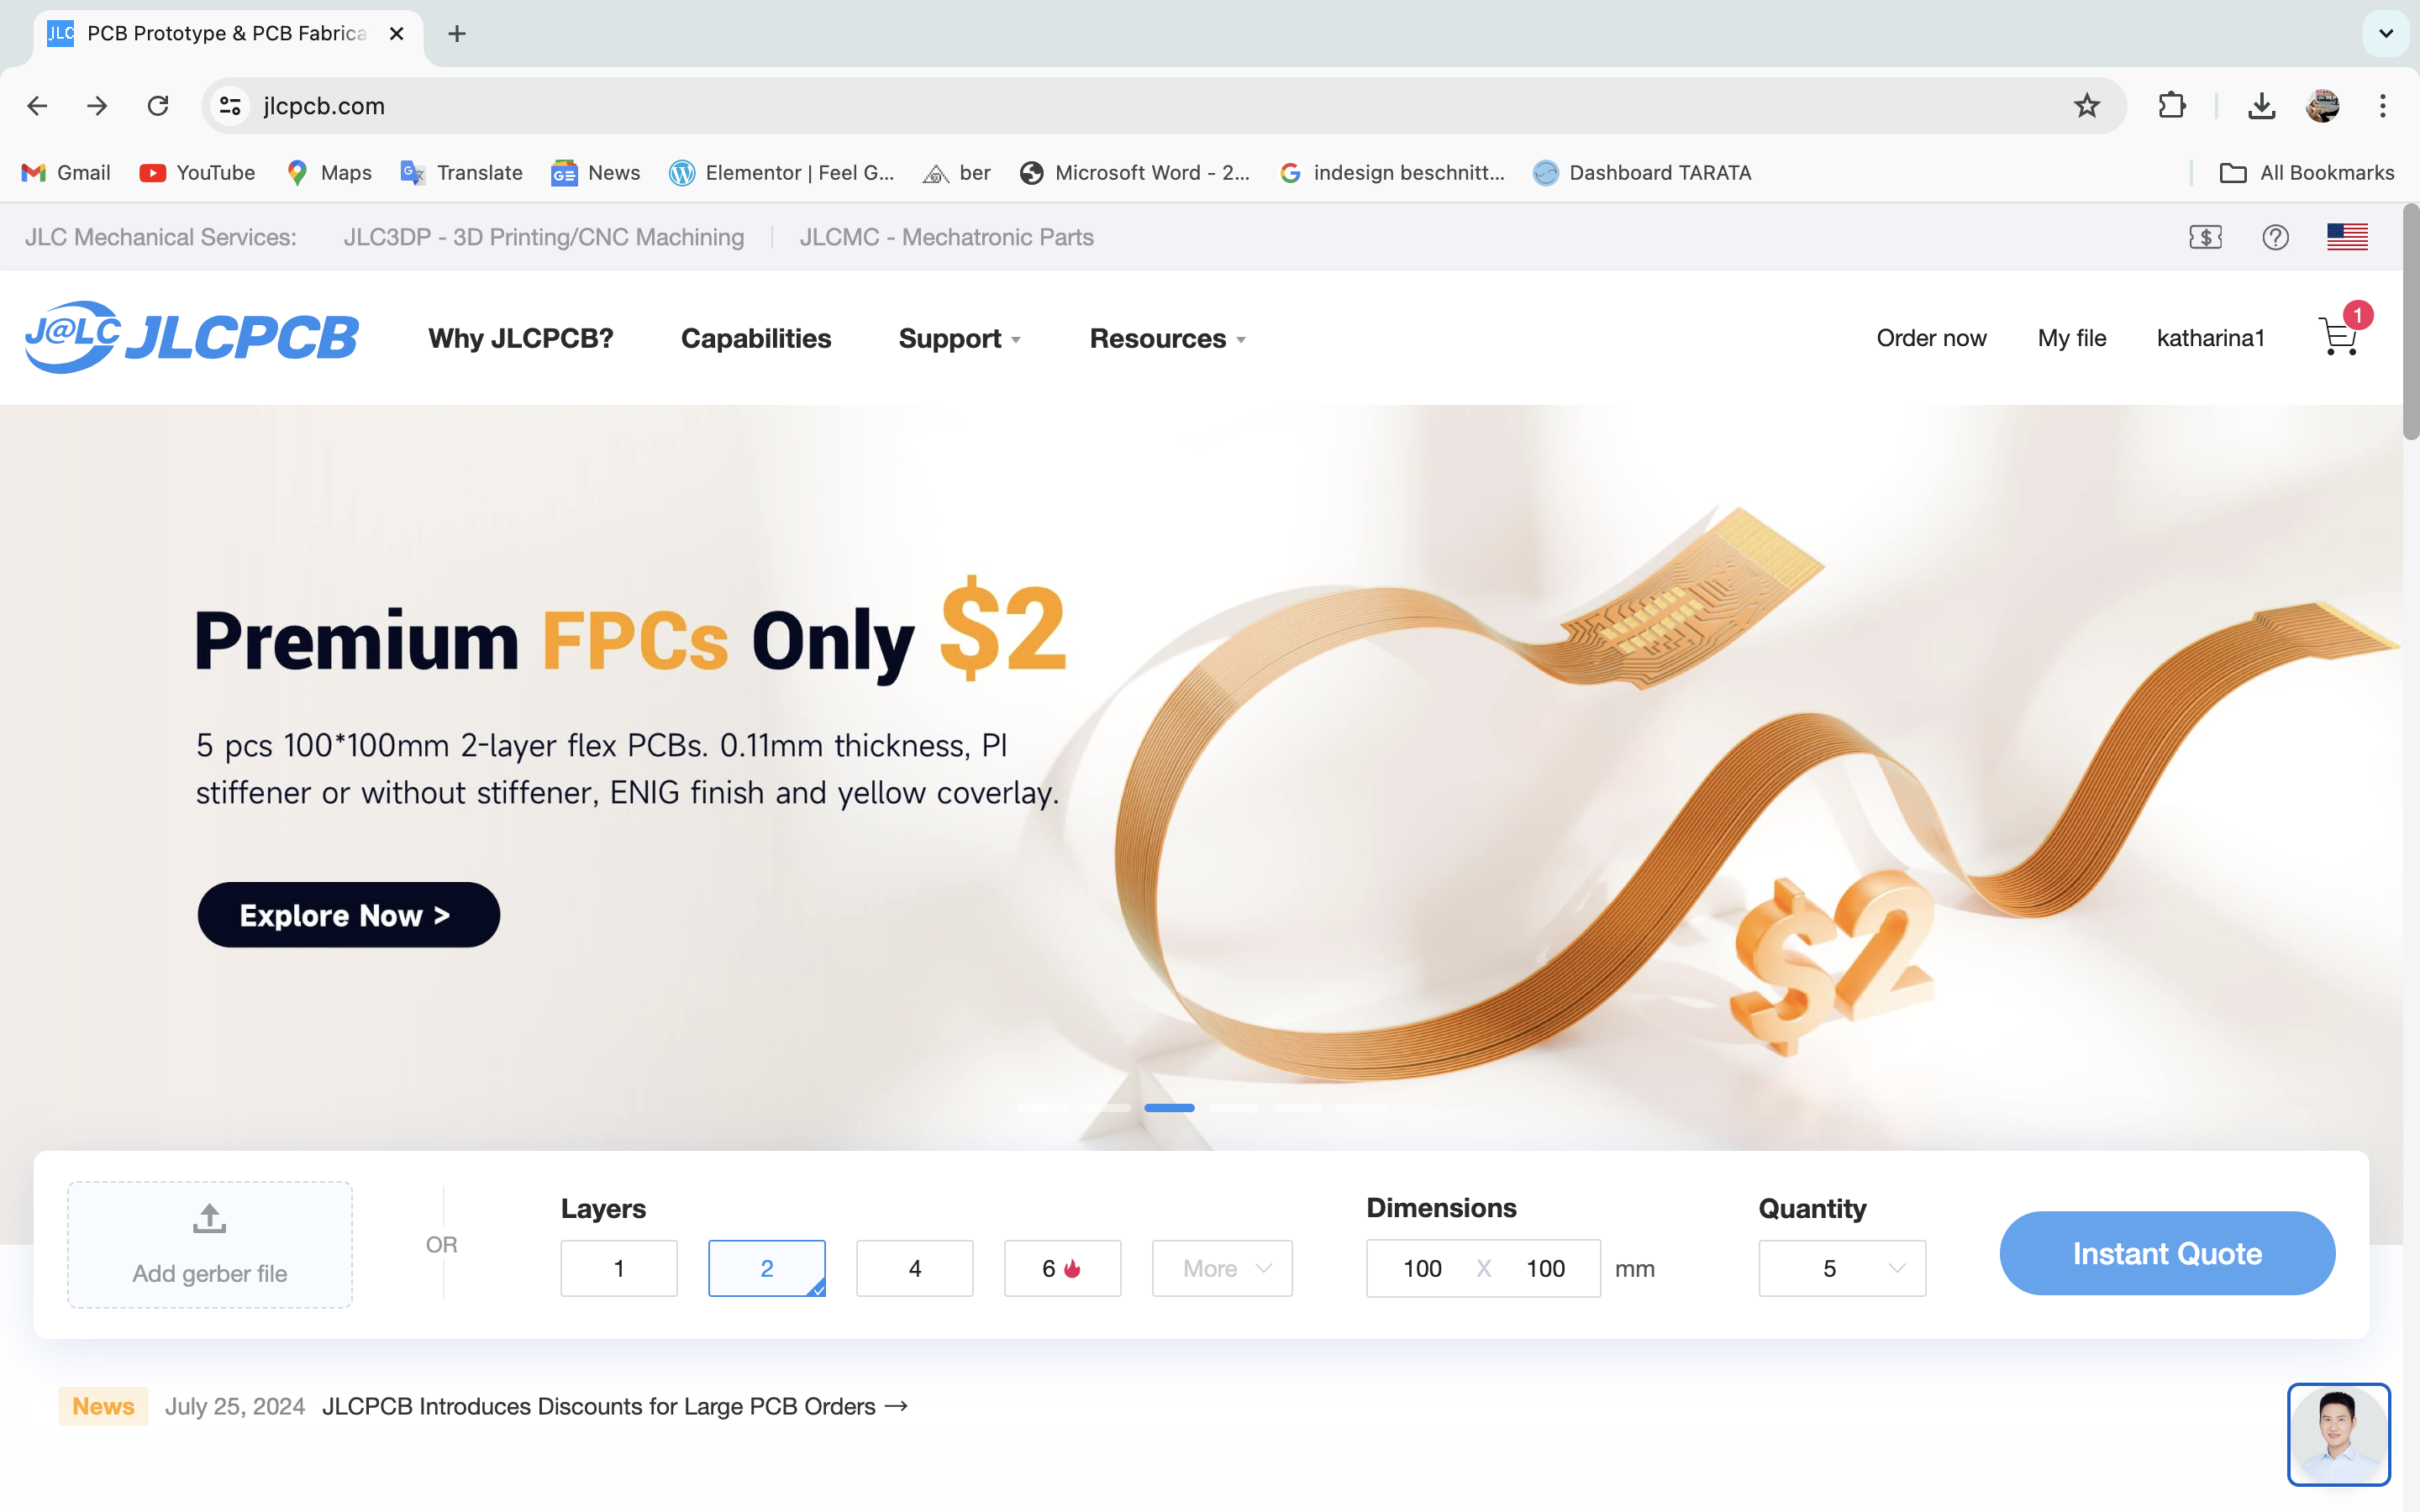 JLC PCB Prototype & PCB Fabrica
jlcpcb.com
Gmail YouTube Maps Translate News Elementor | Feel G... ber Microsoft Word - 2... indesign beschnitt... Dashboard TARATA All Bookmarks
JLC Mechanical Services: JLC3DP - 3D Printing/CNC Machining JLCMC - Mechatronic Parts
J@LC JLCPCB Why JLCPCB? Capabilities Support Resources Order now My file katharina1 1
Premium FPCs Only $2
5 pcs 100*100mm 2-layer flex PCBs. 0.11mm thickness, PI
stiffener or without stiffener, ENIG finish and yellow coverlay.
Explore Now >
$2
Add gerber file
OR
Layers
1 2 4 6 More
Dimensions
100 X 100 mm
Quantity
5
Instant Quote
News July 25, 2024 JLCPCB Introduces Discounts for Large PCB Orders →